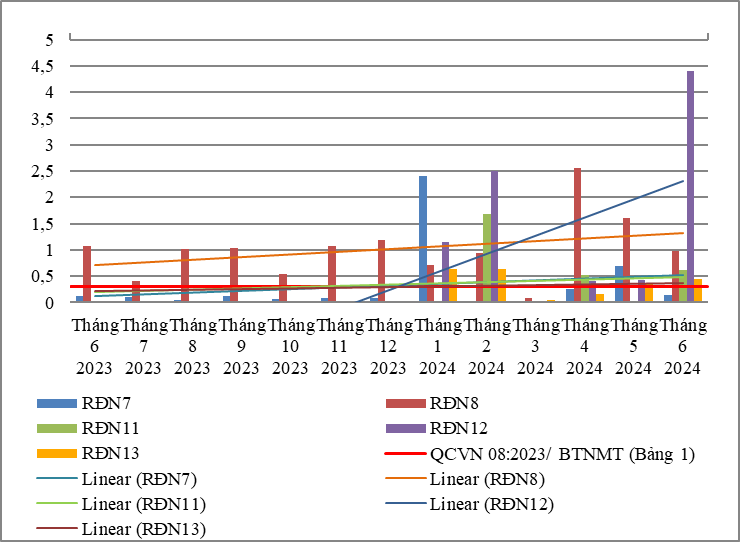 5
4,5
4
3,5
3
2,5
2
1,5
1
0,5
0
Tháng Tháng Tháng Tháng Tháng Tháng Tháng Tháng Tháng Tháng Tháng Tháng Tháng
6 7 8 9 10 11 12 1 2 3 4 5 6
2023 2023 2023 2023 2023 2023 2023 2024 2024 2024 2024 2024 2024
RĐN7 RĐN8
RĐN11 RĐN12
RĐN13 QCVN 08:2023/ BTNMT (Bảng 1)
Linear (RĐN7) Linear (RĐN8)
Linear (RĐN11) Linear (RĐN12)
Linear (RĐN13)